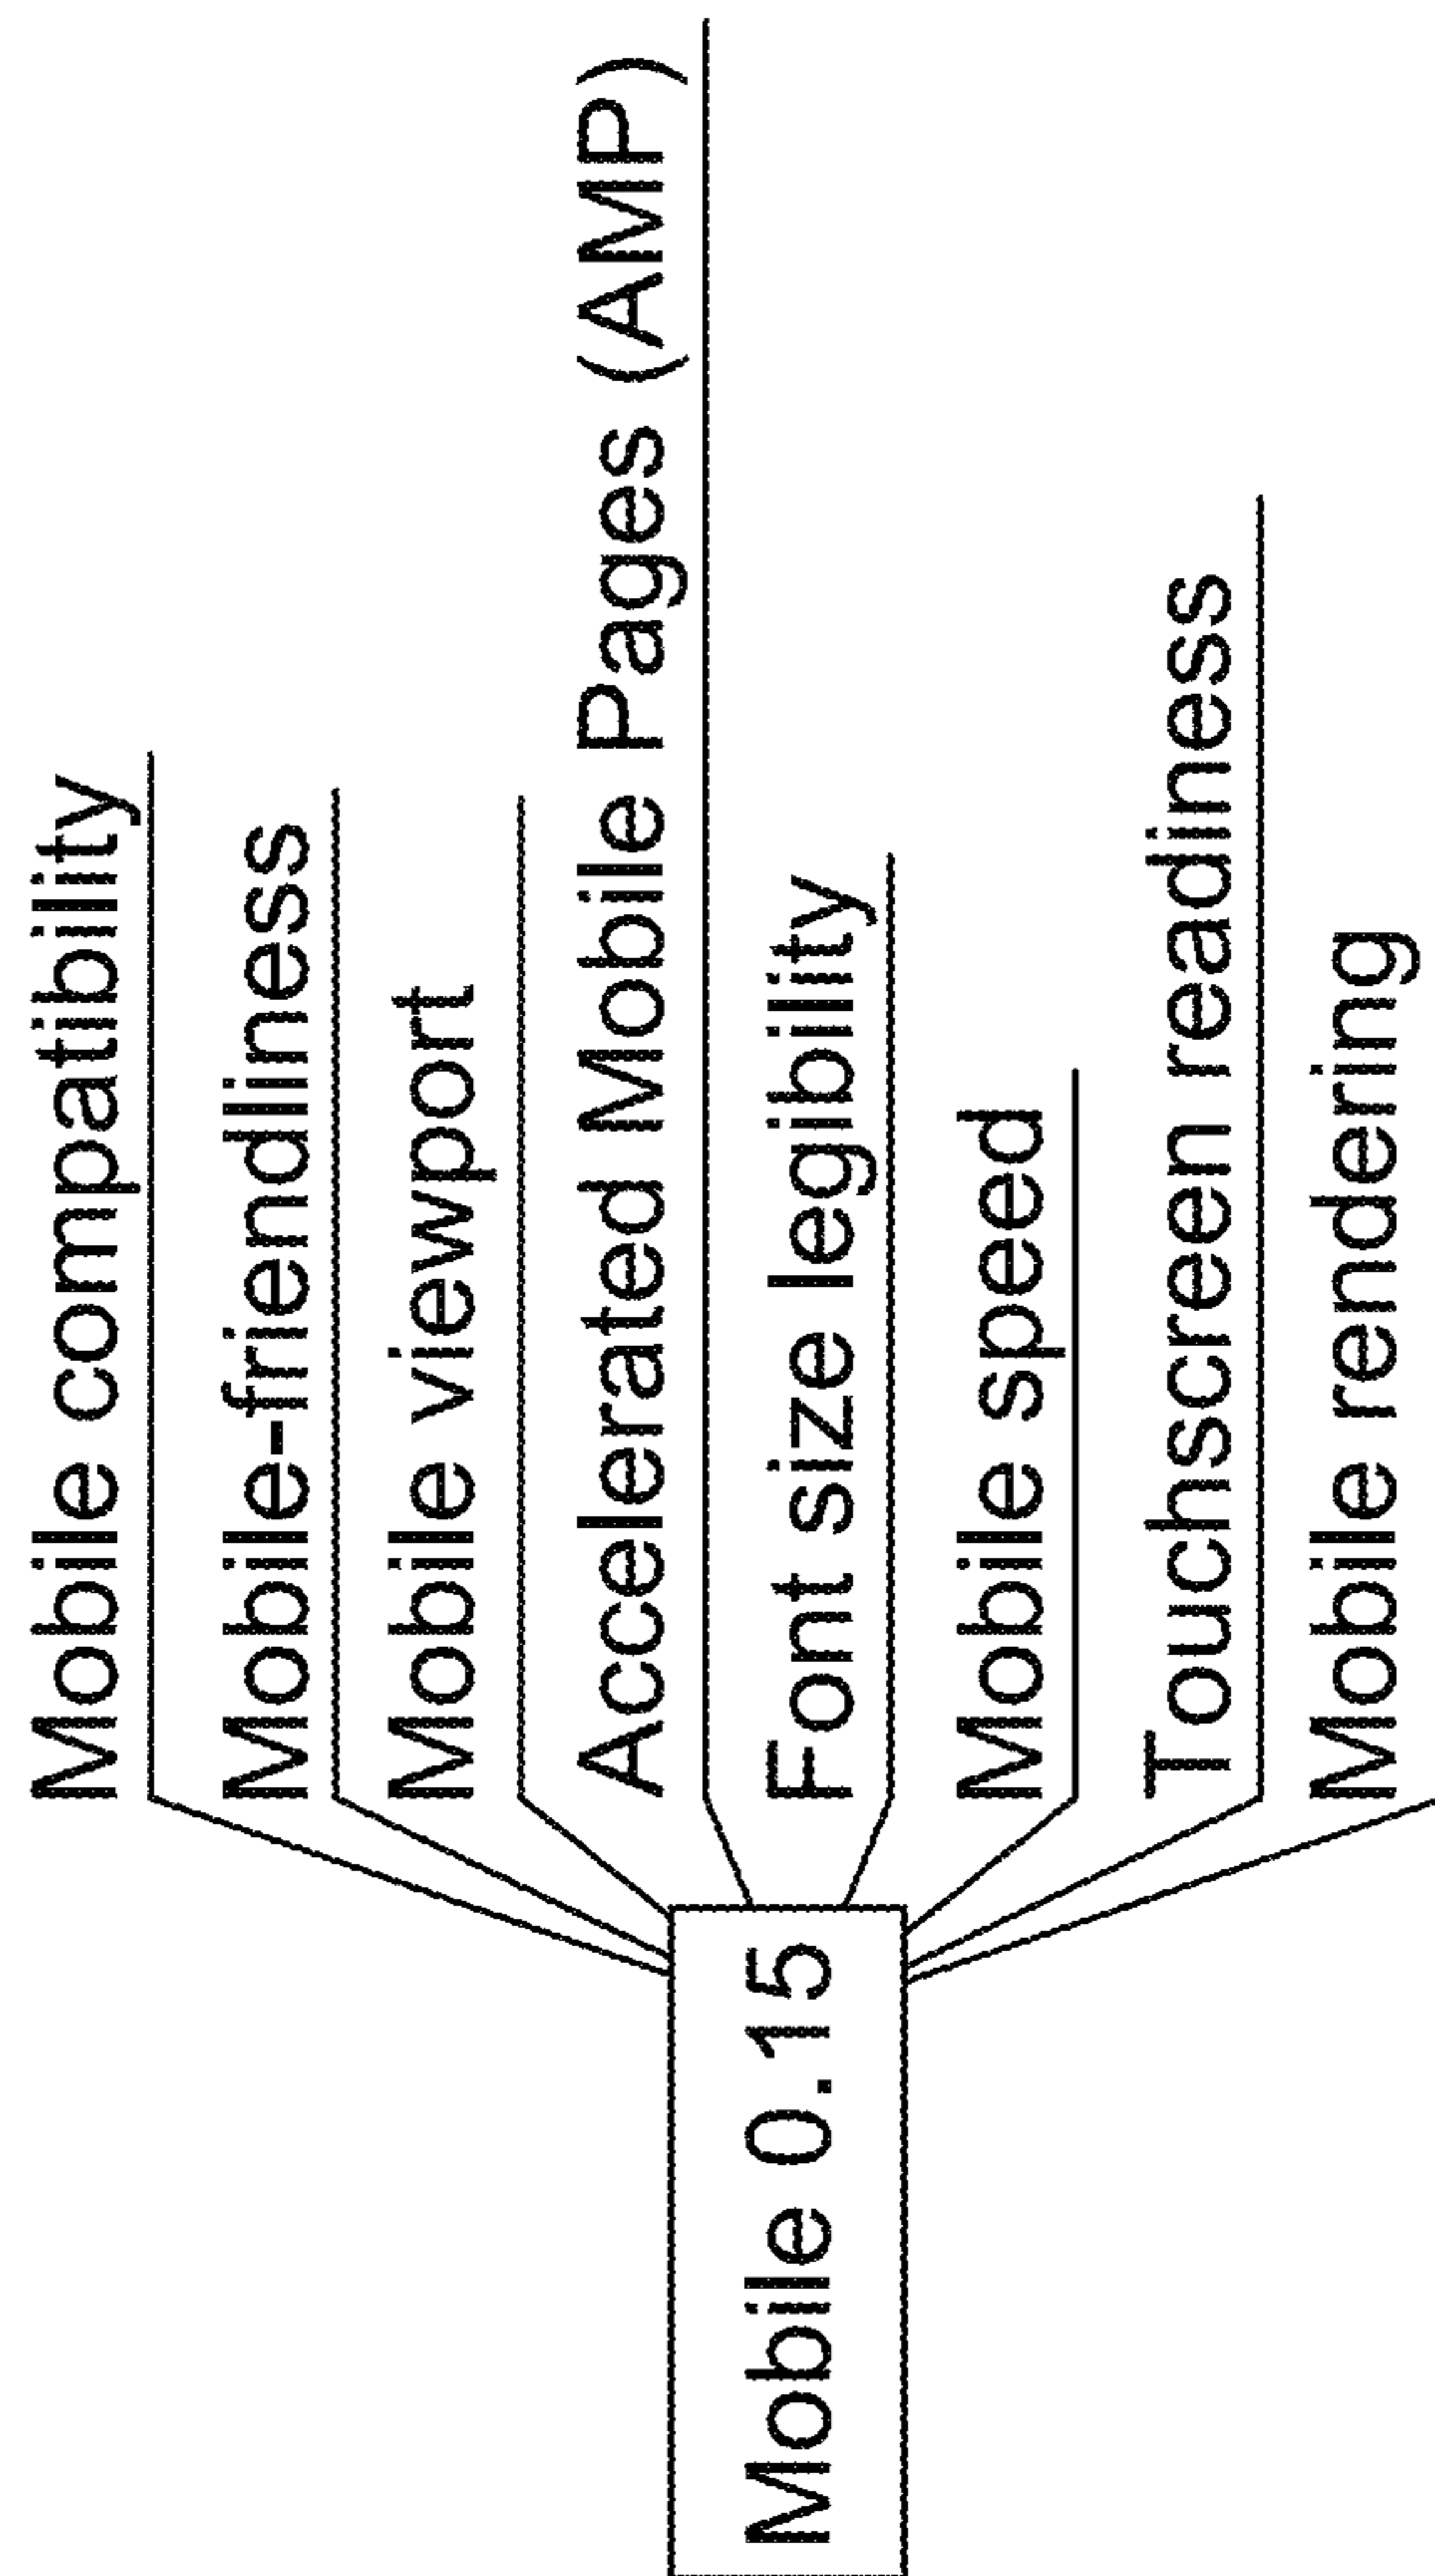 Mobile compatibility
Mobile-friendliness
Mobile viewport
Accelerated Mobile Pages (AMP)
Mobile 0.15
Font size legibility
Mobile speed
Touchscreen readiness
Mobile rendering